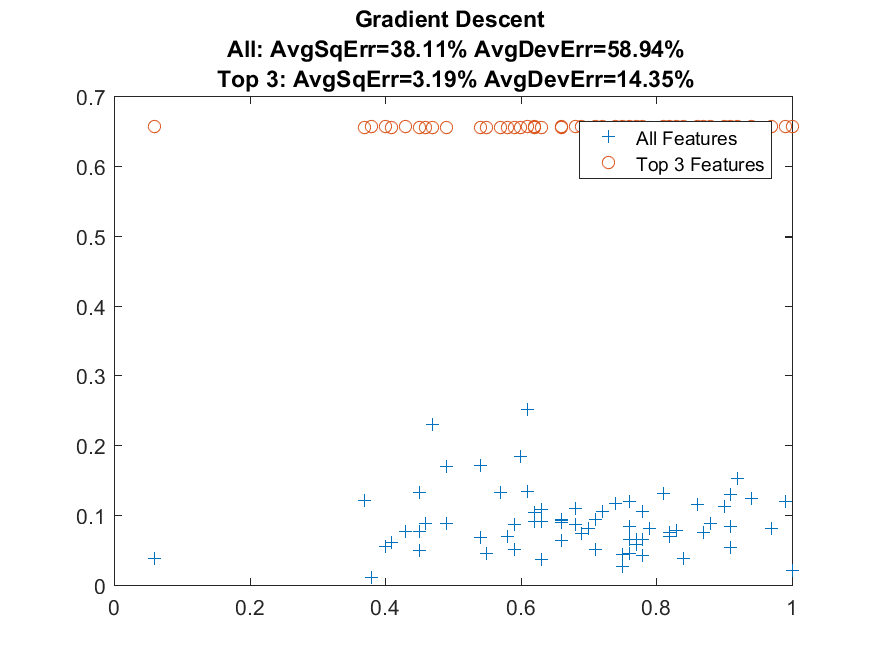 Gradient Descent
All: AvgSqErr=38.11% AvgDevErr=58.94%
Top 3: AvgSqErr=3.19% AvgDevErr=14.35%
0.7
0.6
0.5
0.4
0.3
0.2
0.1
0
All Features
Top 3 Features
0
0.2
0.4
0.6
0.8
1